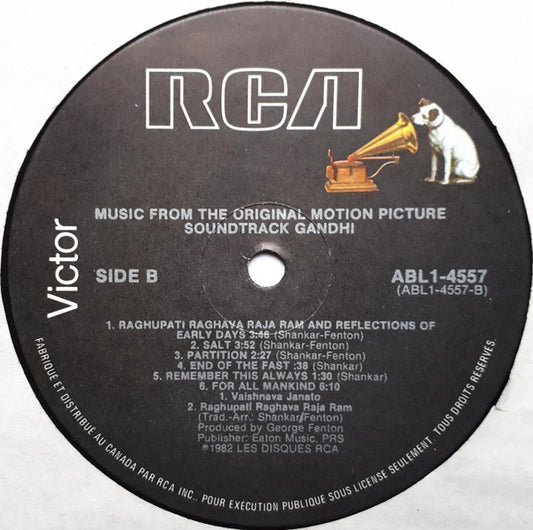 RCA
Victor
MUSIC FROM THE ORIGINAL MOTION PICTURE
SOUNDTRACK GANDHI
SIDE B
ABL1-4557
(ABL1-4557-B)
1. RAGHUPATI RAGHAVA RAJA RAM AND REFLECTIONS OF
EARLY DAYS 3:46 (Shankar-Fenton)
2. SALT 3:52 (Shankar-Fenton)
3. PARTITION 2:27 (Shankar-Fenton)
4. END OF THE FAST :38 (Shankar)
5. REMEMBER THIS ALWAYS 1:30 (Shankar)
6. FOR ALL MANKIND 6:10
1. Vaishnava Janato
2. Raghupati Raghava Raja Ram
(Trad.-Arr.: Shankar/Fenton)
Produced by George Fenton
Publisher: Eaton Music, PRS
℗1982 LES DISQUES RCA
FABRIQUÉ ET DISTRIBUÉ AU CANADA PAR RCA INC., POUR EXÉCUTION PUBLIQUE SONT LICENSE SEULEMENT. TOUS DROITS RESERVES.